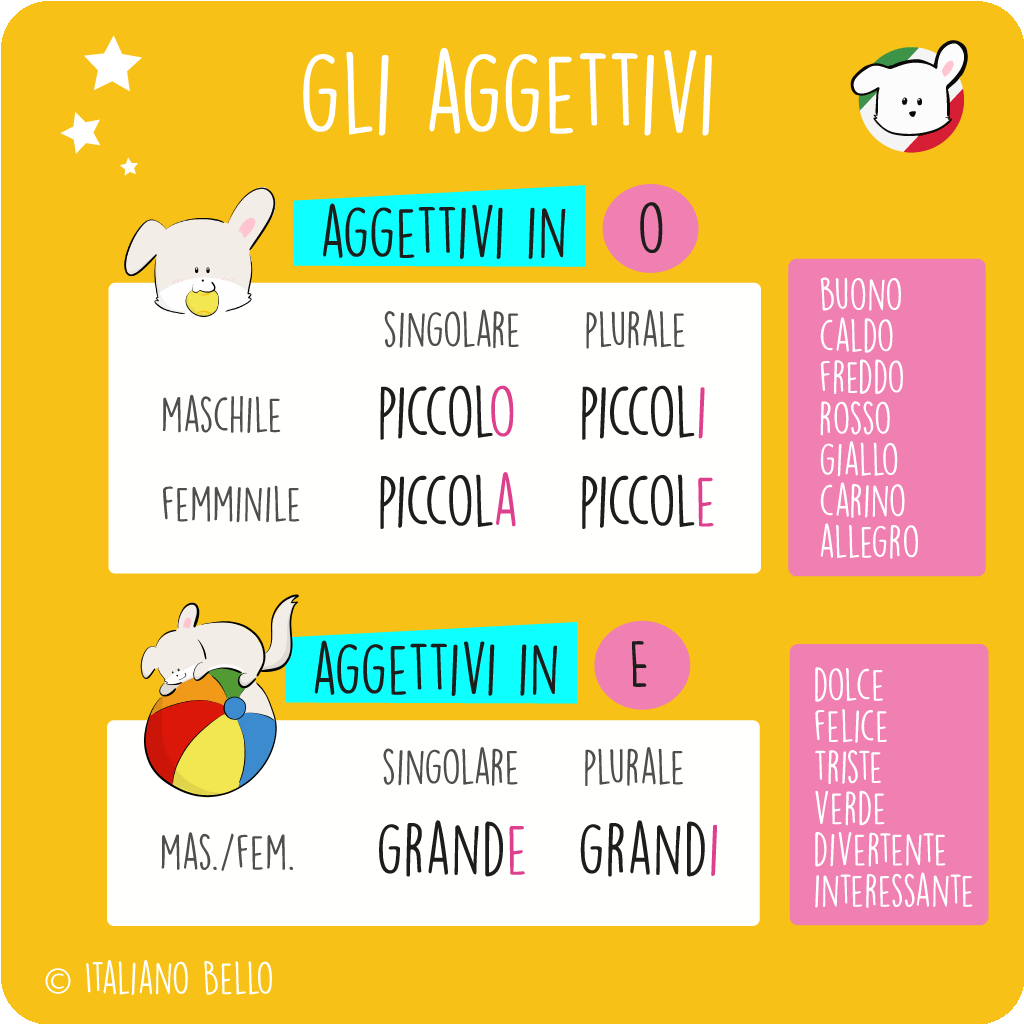 GLI AGGETTIVI
AGGETTIVI IN O
SINGOLARE PLURALE
MASCHILE PICCOLO PICCOLI
FEMMINILE PICCOLA PICCOLE
BUONO
CALDO
FREDDO
ROSSO
GIALLO
CARINO
ALLEGRO
AGGETTIVI IN E
SINGOLARE PLURALE
MAS./FEM. GRANDE GRANDI
DOLCE
FELICE
TRISTE
VERDE
DIVERTENTE
INTERESSANTE
© ITALIANO BELLO